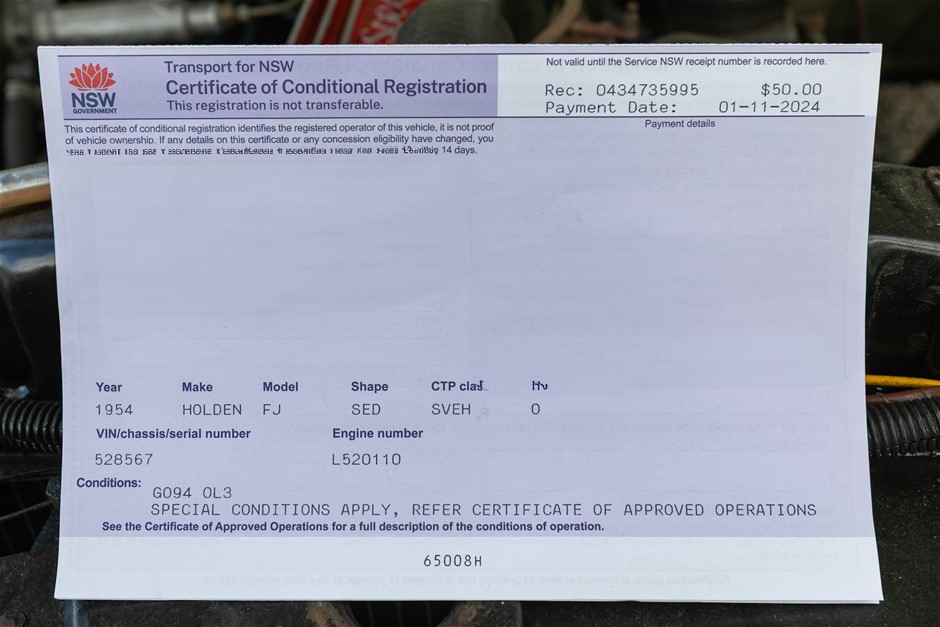 Transport for NSW
Certificate of Conditional Registration
This registration is not transferable.
NSW
GOVERNMENT
Not valid until the Service NSW receipt number is recorded here.
Rec: 0434735995 $50.00
Payment Date: 01-11-2024
Payment details
This certificate of conditional registration identifies the registered operator of this vehicle, it is not proof
of vehicle ownership. If any details on this certificate or any concession eligibility have changed, you
14 days.
Year Make Model Shape CTP
1954 HOLDEN FJ SED SVEH 0
VIN/chassis/serial number Engine number
528567 L520110
Conditions:
G094 OL3
SPECIAL CONDITIONS APPLY, REFER CERTIFICATE OF APPROVED OPERATIONS
See the Certificate of Approved Operations for a full description of the conditions of operation.
65008H